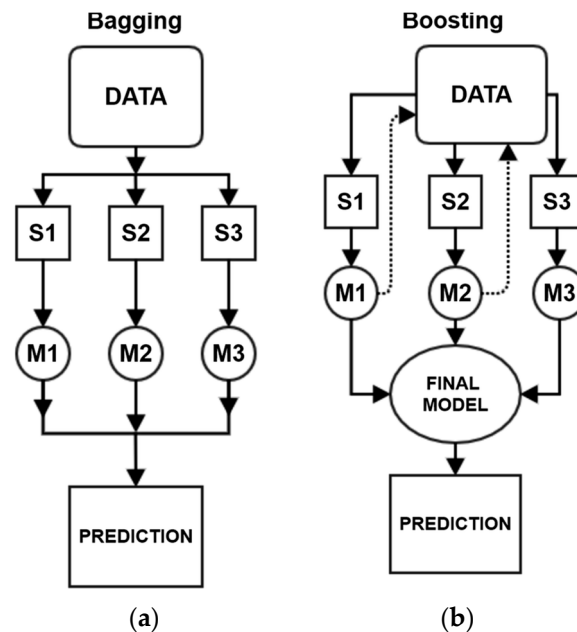 Bagging
DATA
S1 S2 S3
M1 M2 M3
PREDICTION
(a)
Boosting
DATA
S1 S2 S3
M1 M2 M3
FINAL
MODEL
PREDICTION
(b)